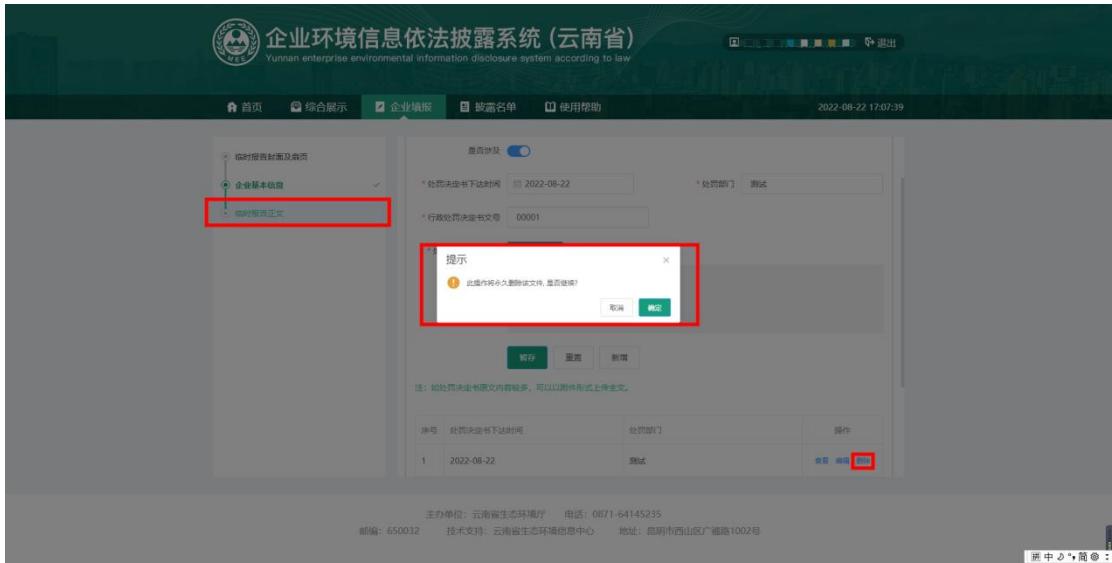 企业环境信息依法披露系统 (云南省)
Yunnan enterprise environmental information disclosure system according to law
退出
首页 综合展示 企业填报 披露名单 使用帮助 2022-08-22 17:07:39
临时报告封面及扉页
企业基本信息
临时报告正文
是否涉及
* 处罚决定书下达时间 2022-08-22 * 处罚部门 测试
* 行政处罚决定书文号 00001
提示 ×
此操作将永久删除该文件, 是否继续?
取消 确定
暂存 重置 新增
注：如处罚决定书原文内容较多，可以以附件形式上传全文。
序号 处罚决定书下达时间 处罚部门 操作
1 2022-08-22 测试 查看 编辑 删除
主办单位：云南省生态环境厅 电话：0871-64145235
邮编：650032 技术支持：云南省生态环境信息中心 地址：昆明市西山区广福路1002号
中 简